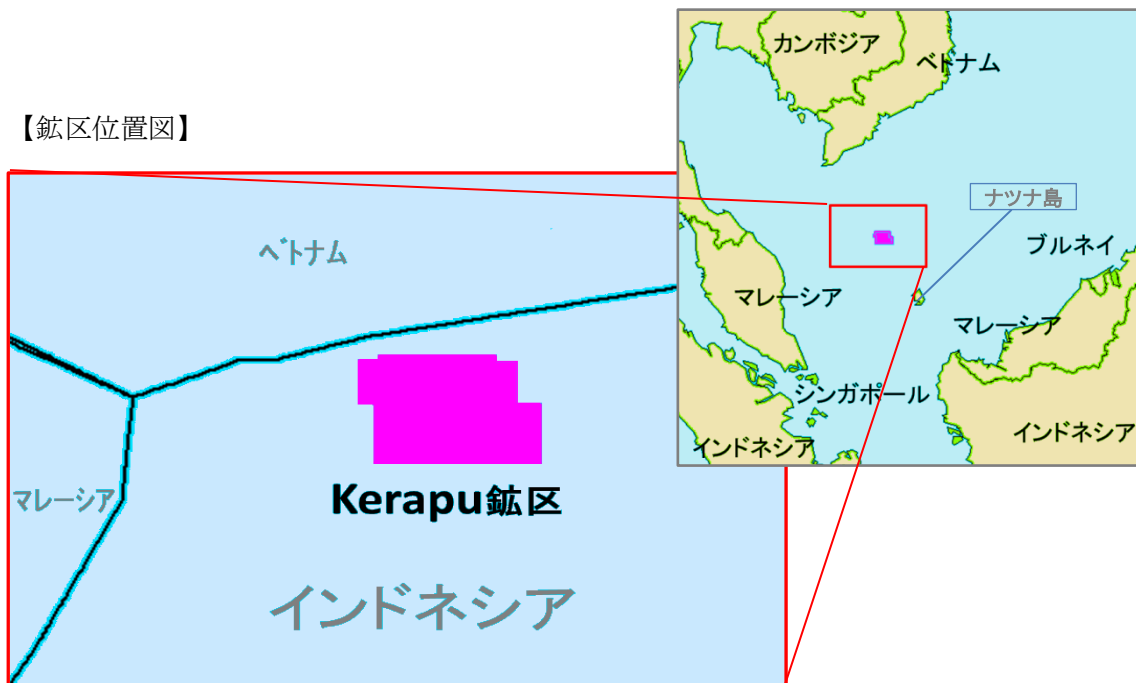 【鉱区位置図】
ベトナム
マレーシア
Kerapu鉱区
インドネシア
カンボジア
ベトナム
ナツナ島
ブルネイ
マレーシア
マレーシア
シンガポール
インドネシア
インドネシア